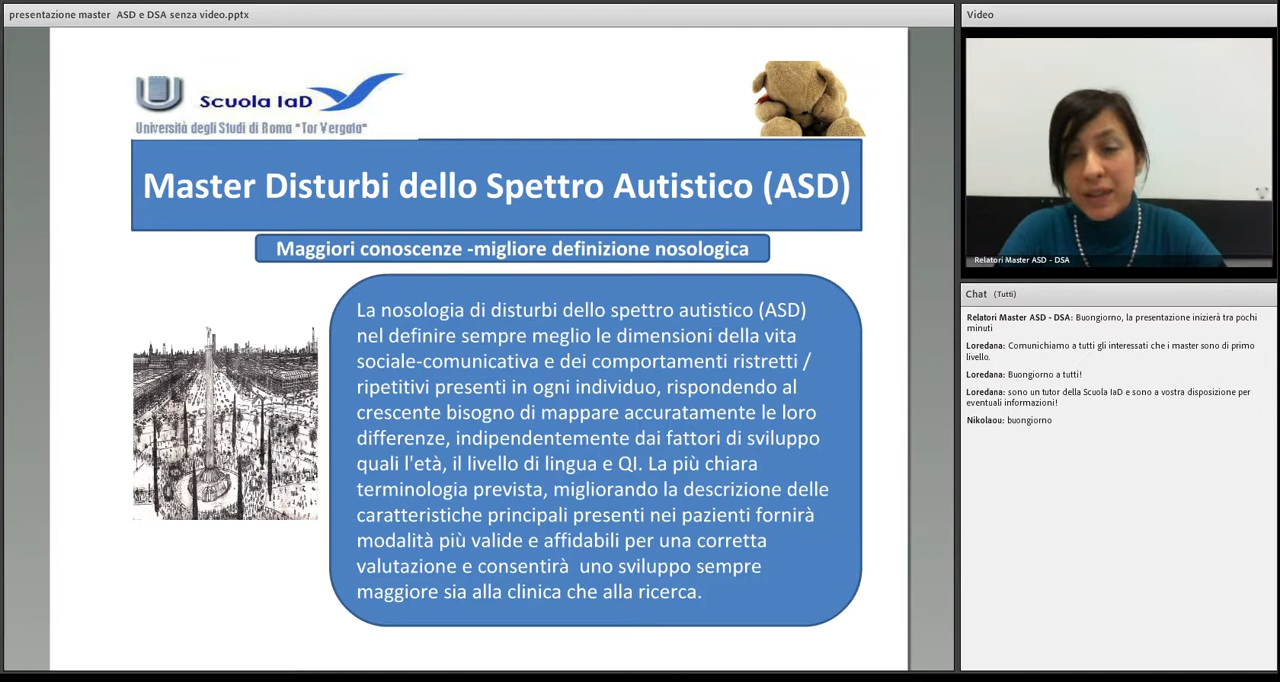 presentazione master ASD e DSA senza video.pptx
Scuola IaD
Università degli Studi di Roma "Tor Vergata"
Master Disturbi dello Spettro Autistico (ASD)
Maggiori conoscenze -migliore definizione nosologica
La nosologia di disturbi dello spettro autistico (ASD)
nel definire sempre meglio le dimensioni della vita
sociale-comunicativa e dei comportamenti ristretti /
ripetitivi presenti in ogni individuo, rispondendo al
crescente bisogno di mappare accuratamente le loro
differenze, indipendentemente dai fattori di sviluppo
quali l'età, il livello di lingua e QI. La più chiara
terminologia prevista, migliorando la descrizione delle
caratteristiche principali presenti nei pazienti fornirà
modalità più valide e affidabili per una corretta
valutazione e consentirà uno sviluppo sempre
maggiore sia alla clinica che alla ricerca.
Video
Relatori Master ASD - DSA
Chat (Tutti)
Relatori Master ASD - DSA: Buongiorno, la presentazione inizierà tra pochi
minuti
Loredana: Comunichiamo a tutti gli interessati che i master sono di primo
livello.
Loredana: Buongiorno a tutti!
Loredana: sono un tutor della Scuola IaD e sono a vostra disposizione per
eventuali informazioni!
Nikolaou: buongiorno